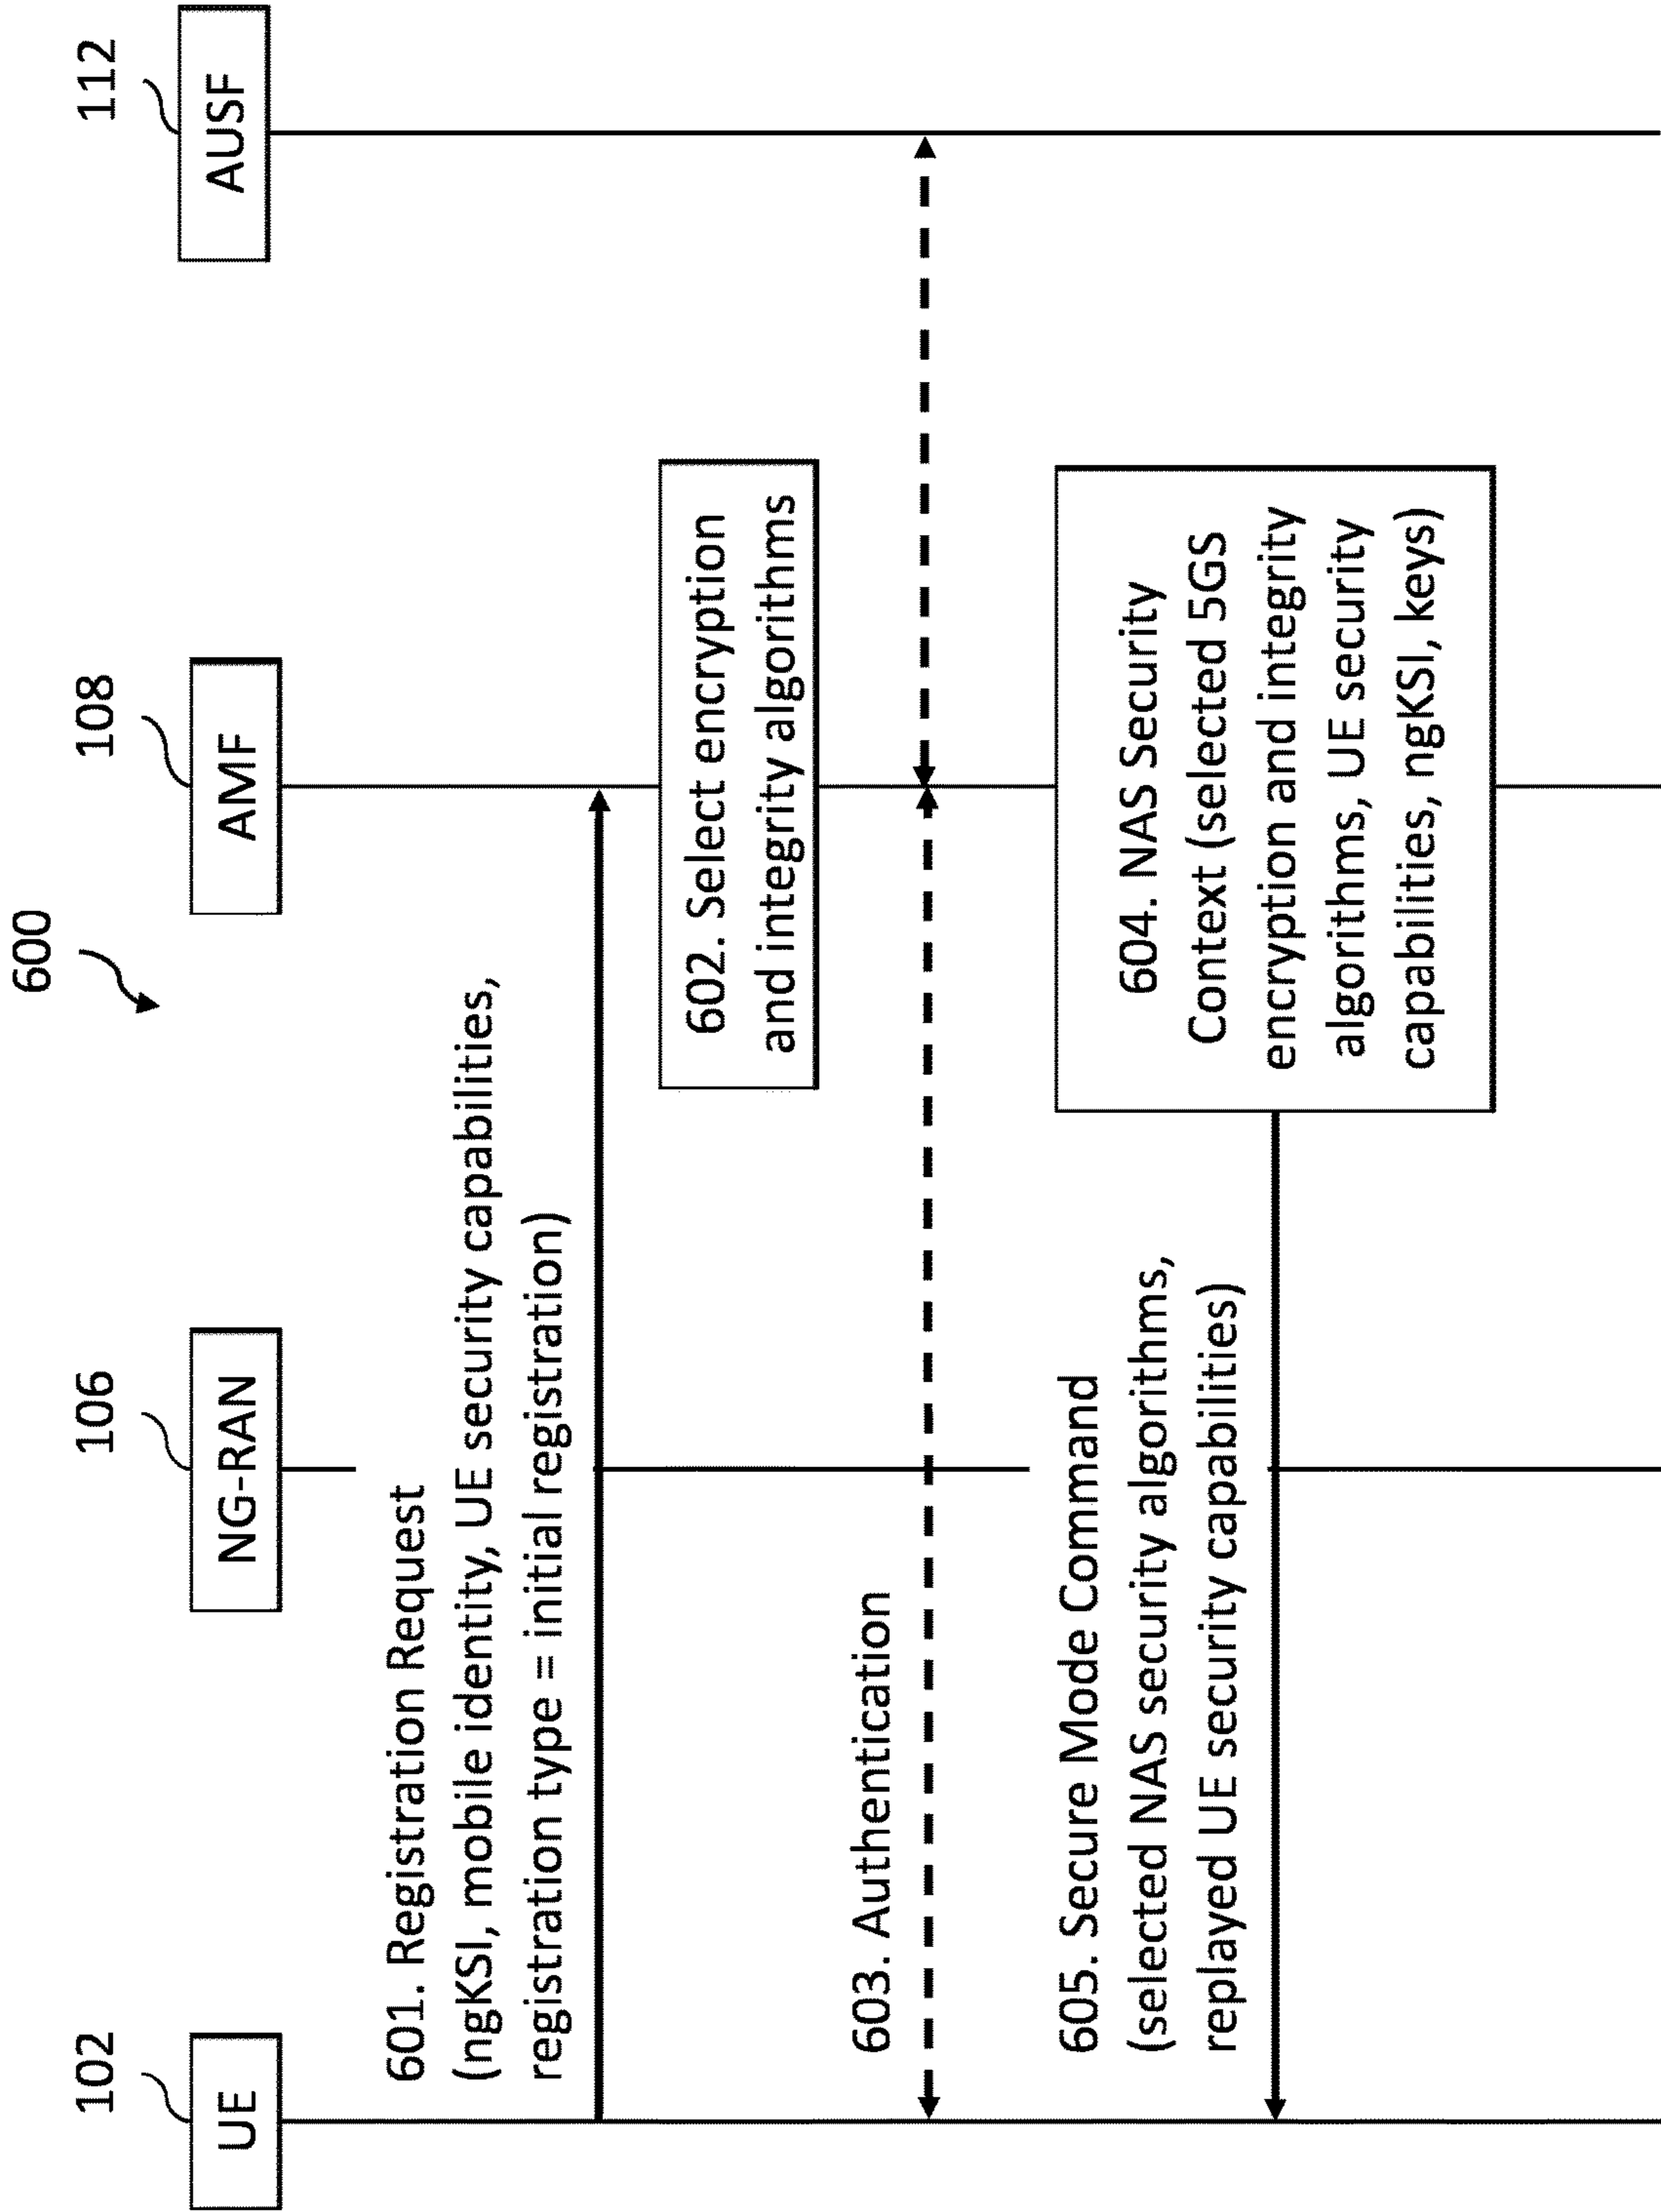 600
102
106
108
112
UE
NG-RAN
AMF
AUSF
601. Registration Request
(ngKSI, mobile identity, UE security capabilities,
registration type = initial registration)
602. Select encryption
and integrity algorithms
603. Authentication
604. NAS Security
Context (selected 5GS
encryption and integrity
algorithms, UE security
capabilities, ngKSI, keys)
605. Secure Mode Command
(selected NAS security algorithms,
replayed UE security capabilities)